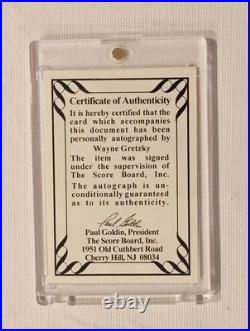 Certificate of Authenticity
It is hereby certified that the
card which accompanies
this document has been
personally autographed by
Wayne Gretzky
The item was signed
under the supervision of
The Score Board, Inc.
The autograph is un-
conditionally guaranteed
as to its authenticity.
Paul Goldin
Paul Goldin, President
The Score Board, Inc.
1951 Old Cuthbert Road
Cherry Hill, NJ 08034